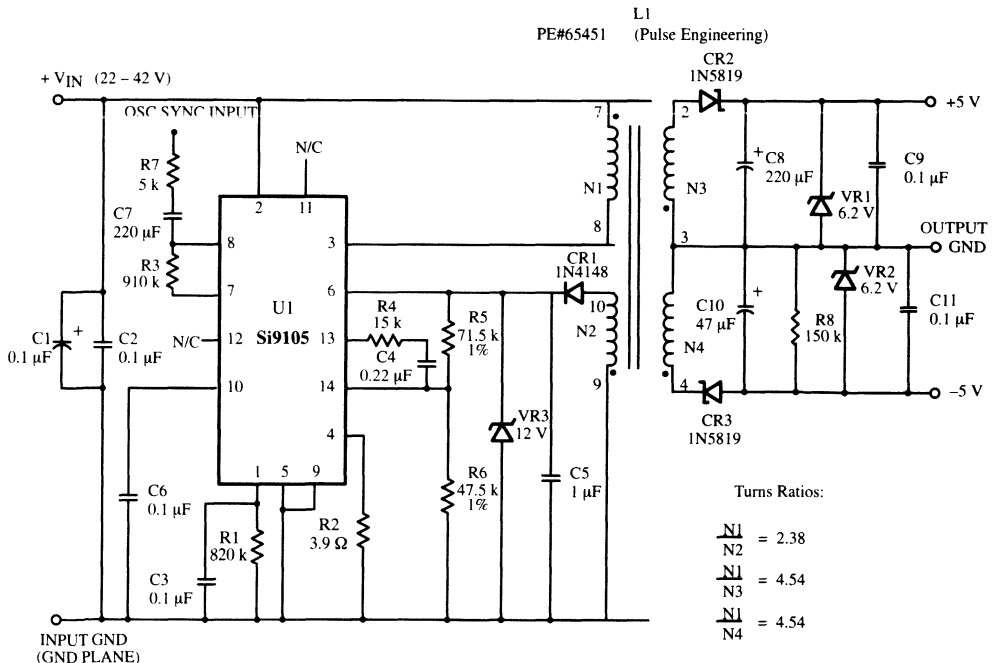 L1
PE#65451 (Pulse Engineering)
CR2
1N5819
+ VIN (22 – 42 V)
+5 V
OSC SYNC INPUT
7
2
N/C
R7
5 k
+
C8
220 µF
C9
0.1 µF
N1
N3
VR1
6.2 V
C7
220 µF
2
11
8
3
8
3
OUTPUT
GND
R3
910 k
CR1
1N4148
VR2
6.2 V
7
6
10
N2
U1
Si9105
R4
15 k
R5
71.5 k
1%
C10
47 µF
+
R8
150 k
C11
0.1 µF
C1
0.1 µF
+
C2
0.1 µF
N/C
12
13
C4
0.22 µF
N4
10
14
9
4
–5 V
4
VR3
12 V
CR3
1N5819
1
5
9
C6
0.1 µF
R6
47.5 k
1%
C5
1 µF
R1
820 k
R2
3.9 Ω
C3
0.1 µF
Turns Ratios:
N1
N2
= 2.38
N1
N3
= 4.54
N1
N4
= 4.54
INPUT GND
(GND PLANE)